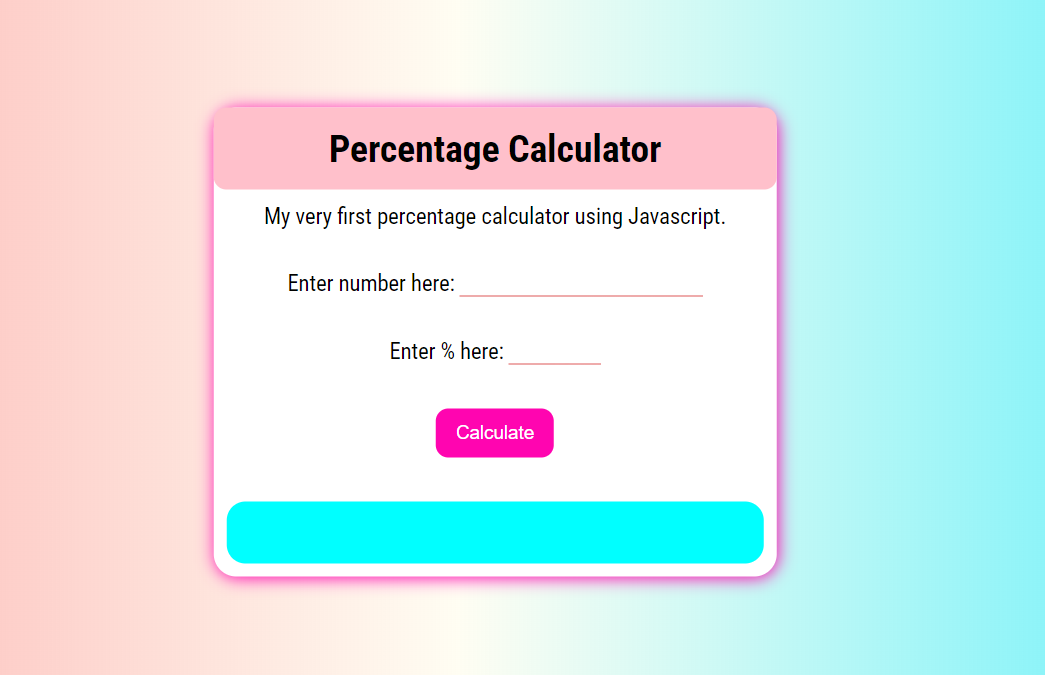 Percentage Calculator
My very first percentage calculator using Javascript.
Enter number here:
Enter % here:
Calculate